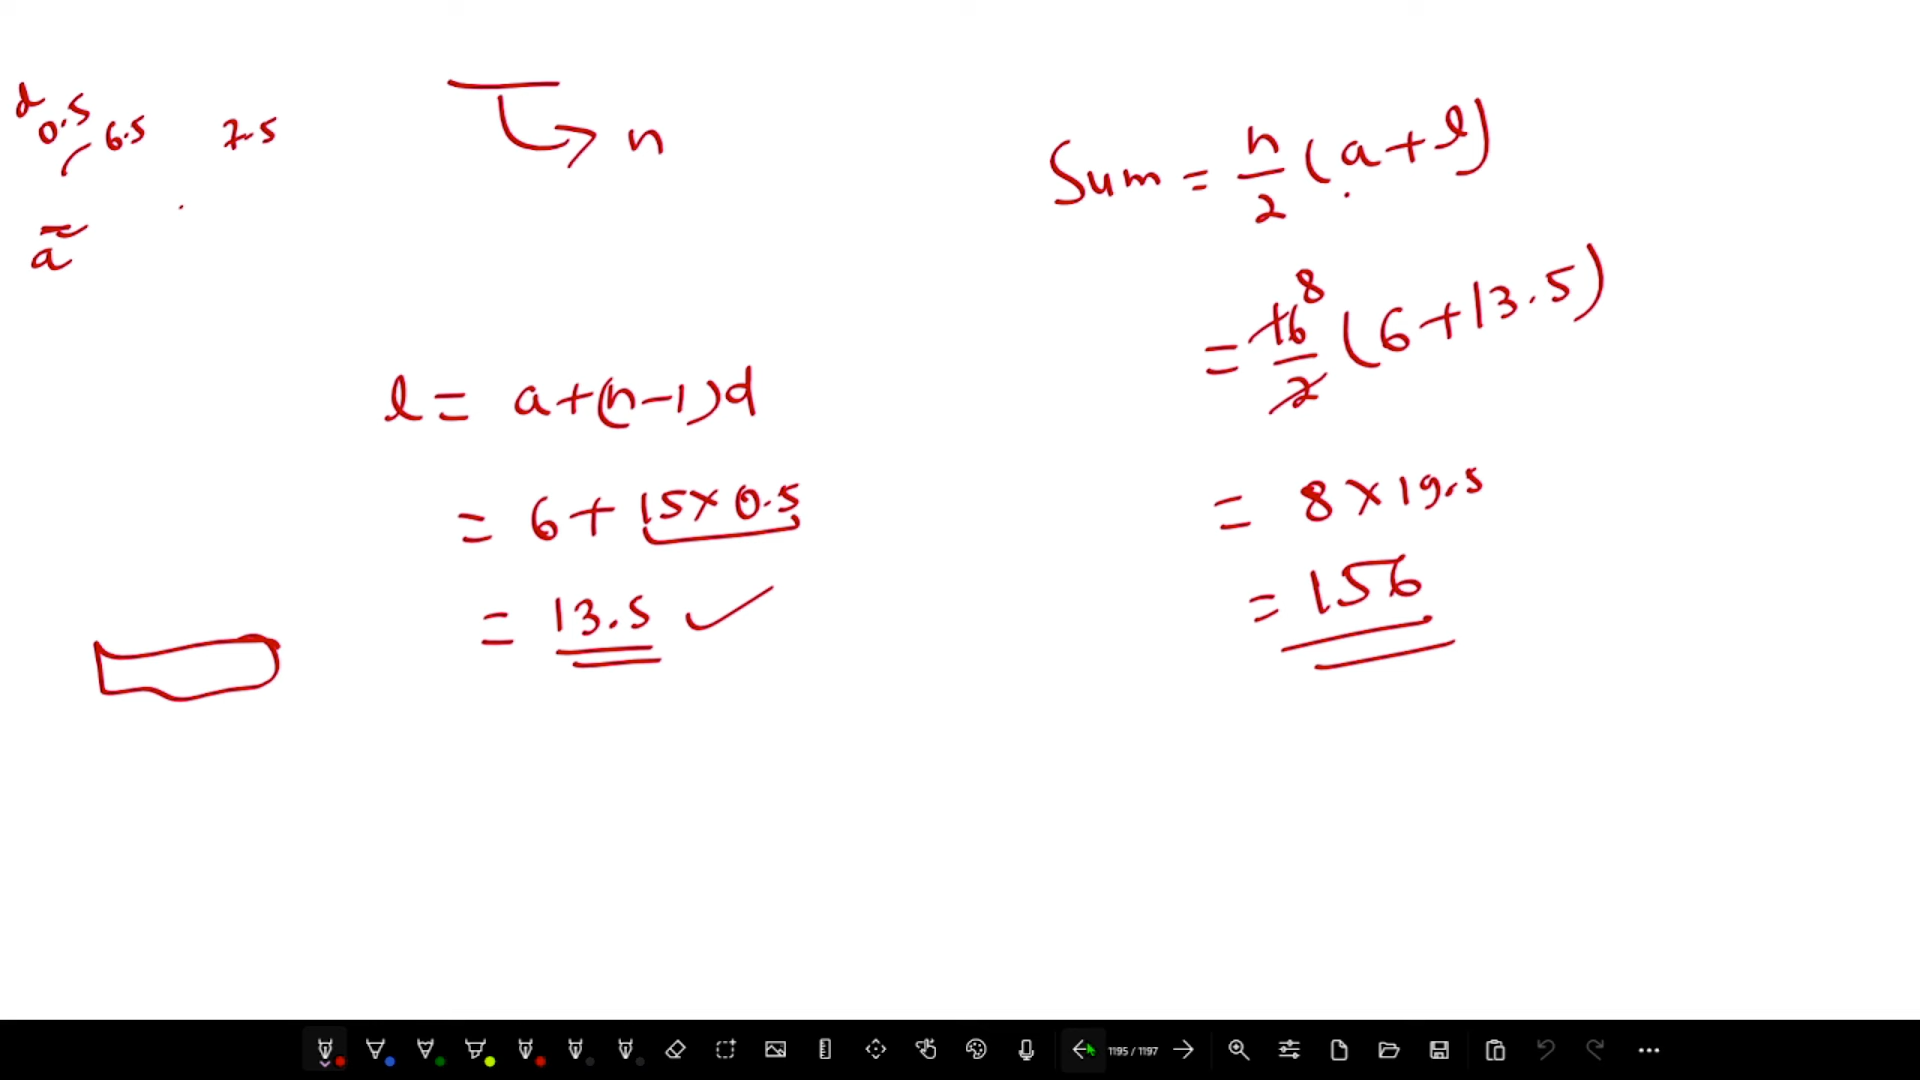 d
0.5 6.5 7.5
a
n
l = a+(n-1)d
= 6 + 15 x 0.5
= 13.5 ✓
Sum = n/2 (a+l)
= 16/2 8 (6+13.5)
= 8 x 19.5
= 156
1195 / 1197